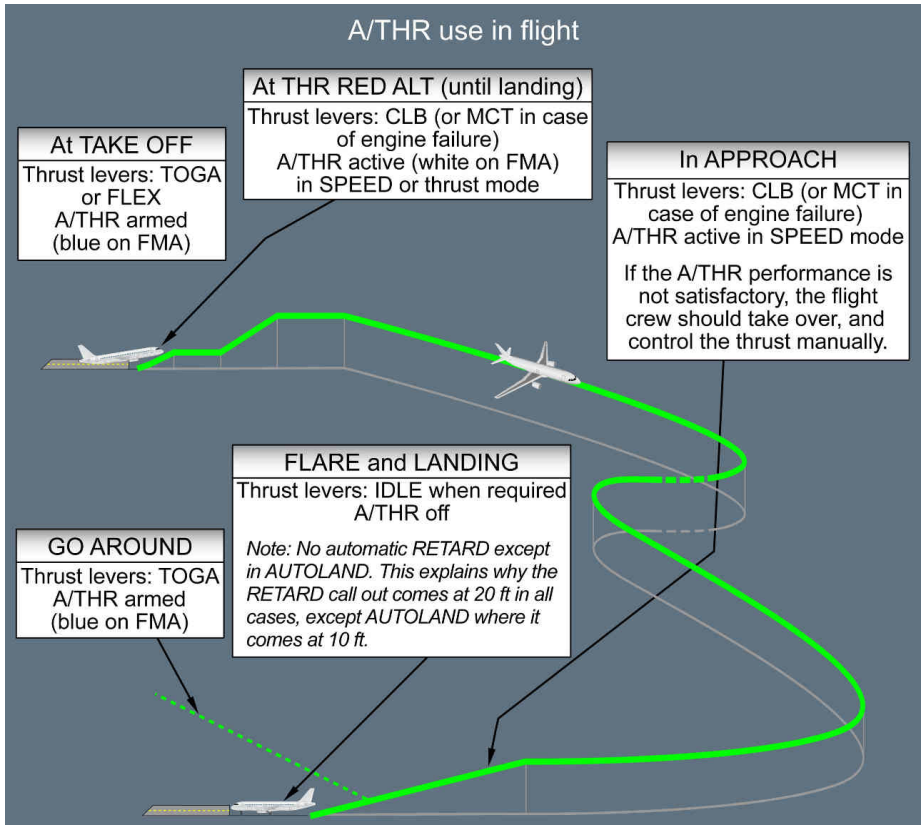 A/THR use in flight
At THR RED ALT (until landing)
Thrust levers: CLB (or MCT in case
of engine failure)
A/THR active (white on FMA)
in SPEED or thrust mode
At TAKE OFF
Thrust levers: TOGA
or FLEX
A/THR armed
(blue on FMA)
In APPROACH
Thrust levers: CLB (or MCT in
case of engine failure)
A/THR active in SPEED mode
If the A/THR performance is
not satisfactory, the flight
crew should take over, and
control the thrust manually.
FLARE and LANDING
Thrust levers: IDLE when required
A/THR off
Note: No automatic RETARD except
in AUTOLAND. This explains why the
RETARD call out comes at 20 ft in all
cases, except AUTOLAND where it
comes at 10 ft.
GO AROUND
Thrust levers: TOGA
A/THR armed
(blue on FMA)